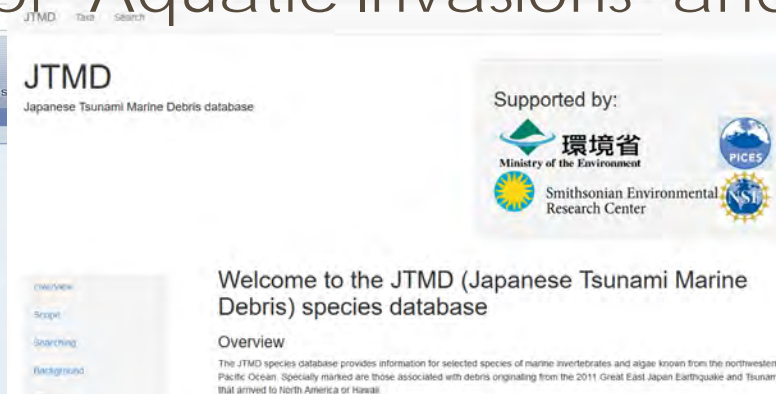 or Aquatic Invasions and
JTMD Taxa Search
JTMD
Japanese Tsunami Marine Debris database
Supported by:
環境省
Ministry of the Environment
PICES
Smithsonian Environmental
Research Center
NSF
Overview
Scope
Searching
Background
Welcome to the JTMD (Japanese Tsunami Marine
Debris) species database
Overview
The JTMD species database provides information for selected species of marine invertebrates and algae known from the northwestern
Pacific Ocean. Specially marked are those associated with debris originating from the 2011 Great East Japan Earthquake and Tsunam
that arrived to North America or Hawaii